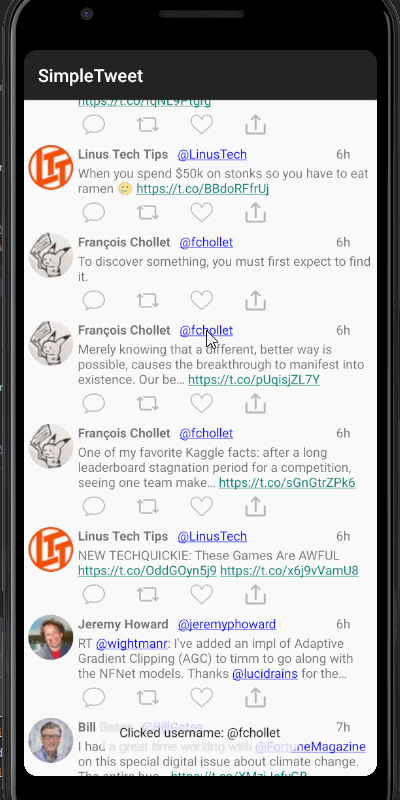 SimpleTweet
https://t.co/fqNE9Ptgfg
Linus Tech Tips @LinusTech 6h
When you spend $50k on stonks so you have to eat
ramen 🥲 https://t.co/BBdoRFfrUj
François Chollet @fchollet 6h
To discover something, you must first expect to find
it.
François Chollet @fchollet 6h
Merely knowing that a different, better way is
possible, causes the breakthrough to manifest into
existence. Our be… https://t.co/pUqisjZL7Y
François Chollet @fchollet 6h
One of my favorite Kaggle facts: after a long
leaderboard stagnation period for a competition,
seeing one team make… https://t.co/sGnGtrZPk6
Linus Tech Tips @LinusTech 6h
NEW TECHQUICKIE: These Games Are AWFUL
https://t.co/OddGOyn5j9 https://t.co/x6j9vVamU8
Jeremy Howard @jeremyphoward 6h
RT @wightmanr: I've added an impl of Adaptive
Gradient Clipping (AGC) to timm to go along with
the NFNet models. Thanks @lucidrains for the…
Bill Gates @BillGates 7h
Clicked username: @fchollet
I had a great time working with @FortuneMagazine
on this special digital issue about climate change.
The entire